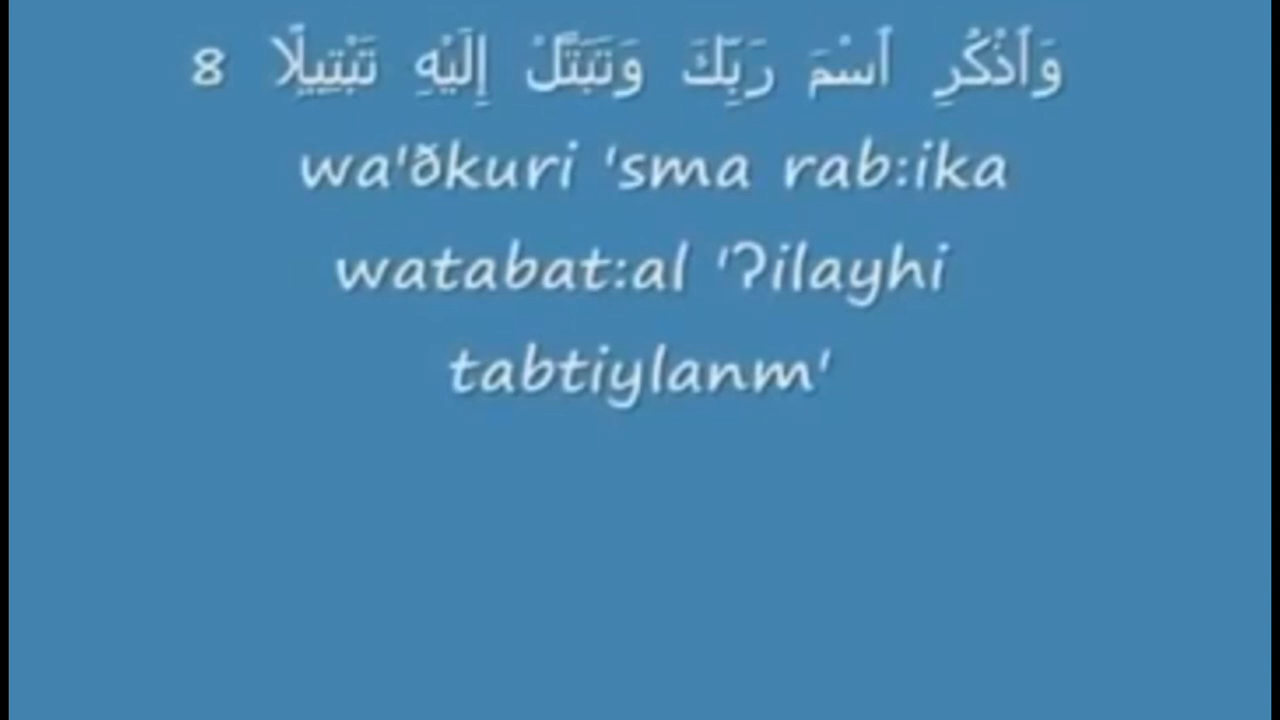 وَٱذْكُرِ ٱسْمَ رَبِّكَ وَتَبَتَّلْ إِلَيْهِ تَبْتِيلًا 8
wa'ðkuri 'sma rab:ika
watabat:al 'ʔilayhi
tabtiylanm'